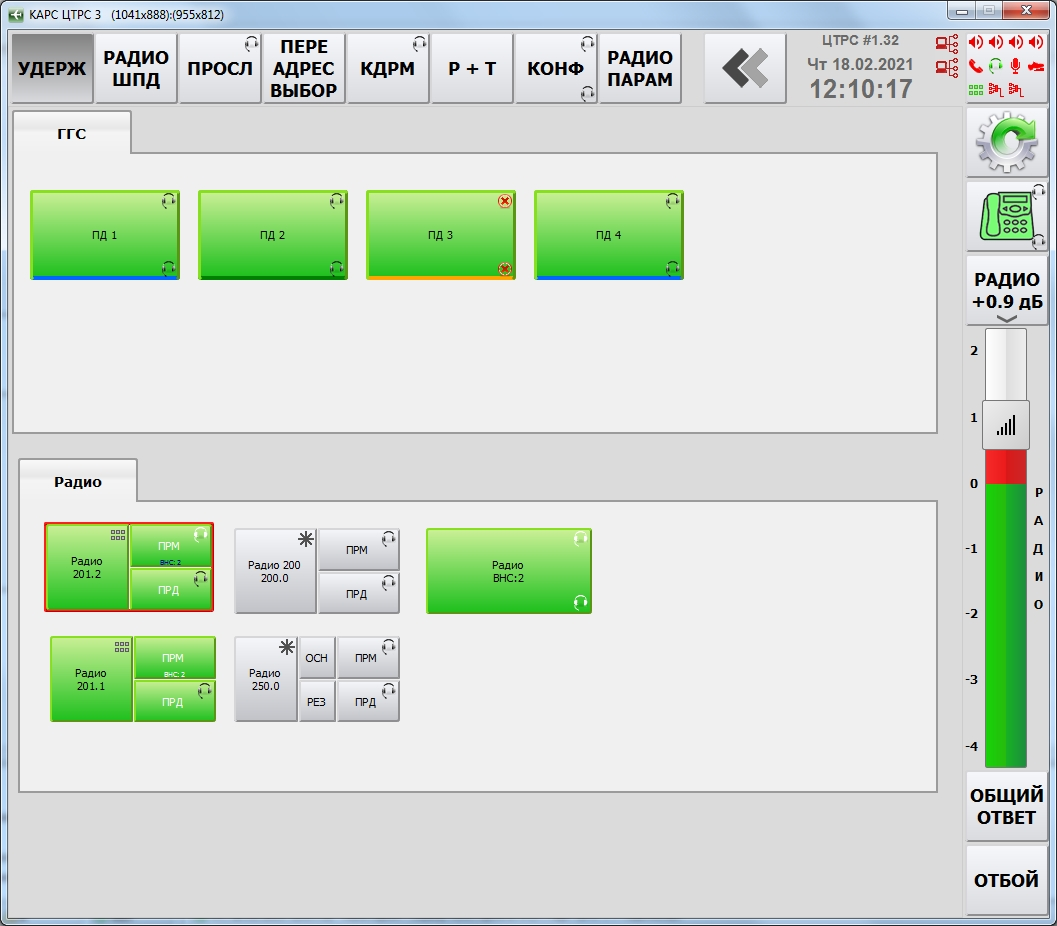 КАРС ЦТРС 3 (1041x888):(955x812)
УДЕРЖ
РАДИО
ШПД
ПРОСЛ
ПЕРЕ
АДРЕС
ВЫБОР
КДРМ
Р + Т
КОНФ
РАДИО
ПАРАМ
ЦТРС #1.32
Чт 18.02.2021
12:10:17
ГГС
ПД 1
ПД 2
ПД 3
ПД 4
РАДИО
+0.9 дБ
2
1
0
-1
-2
-3
-4
Р
А
Д
И
О
Радио
Радио
201.2
ПРМ
ВНС: 2
ПРД
Радио 200
200.0
ПРМ
ПРД
Радио
ВНС:2
Радио
201.1
ПРМ
ВНС: 2
ПРД
Радио
250.0
ОСН
ПРМ
РЕЗ
ПРД
ОБЩИЙ
ОТВЕТ
ОТБОЙ